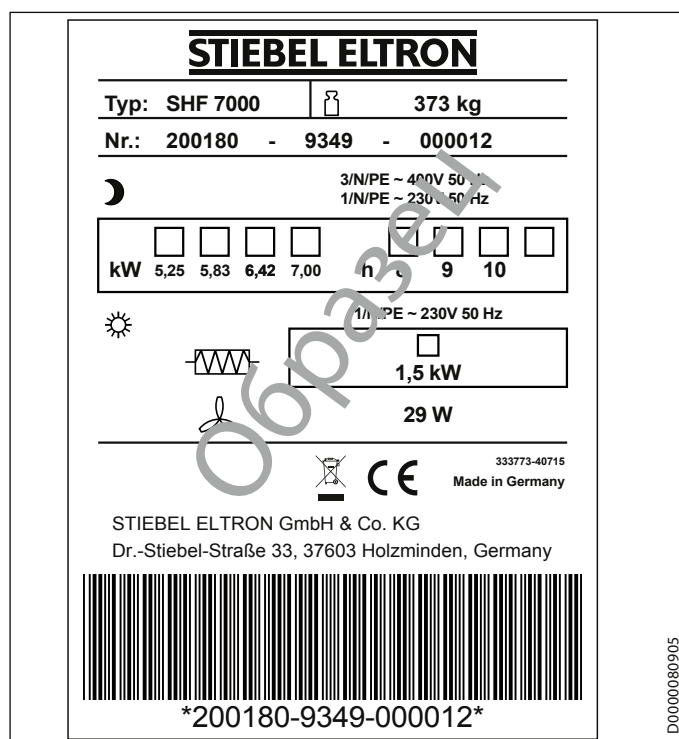 STIEBEL ELTRON
Typ: SHF 7000 373 kg
Nr.: 200180 - 9349 - 000012
3/N/PE ~ 400V 50 Hz
1/N/PE ~ 230V 50 Hz
kW 5,25 5,83 6,42 7,00 h 8 9 10
1/N/PE ~ 230V 50 Hz
1,5 kW
29 W
Образец
CE
333773-40715
Made in Germany
STIEBEL ELTRON GmbH & Co. KG
Dr.-Stiebel-Straße 33, 37603 Holzminden, Germany
*200180-9349-000012*
D0000080905